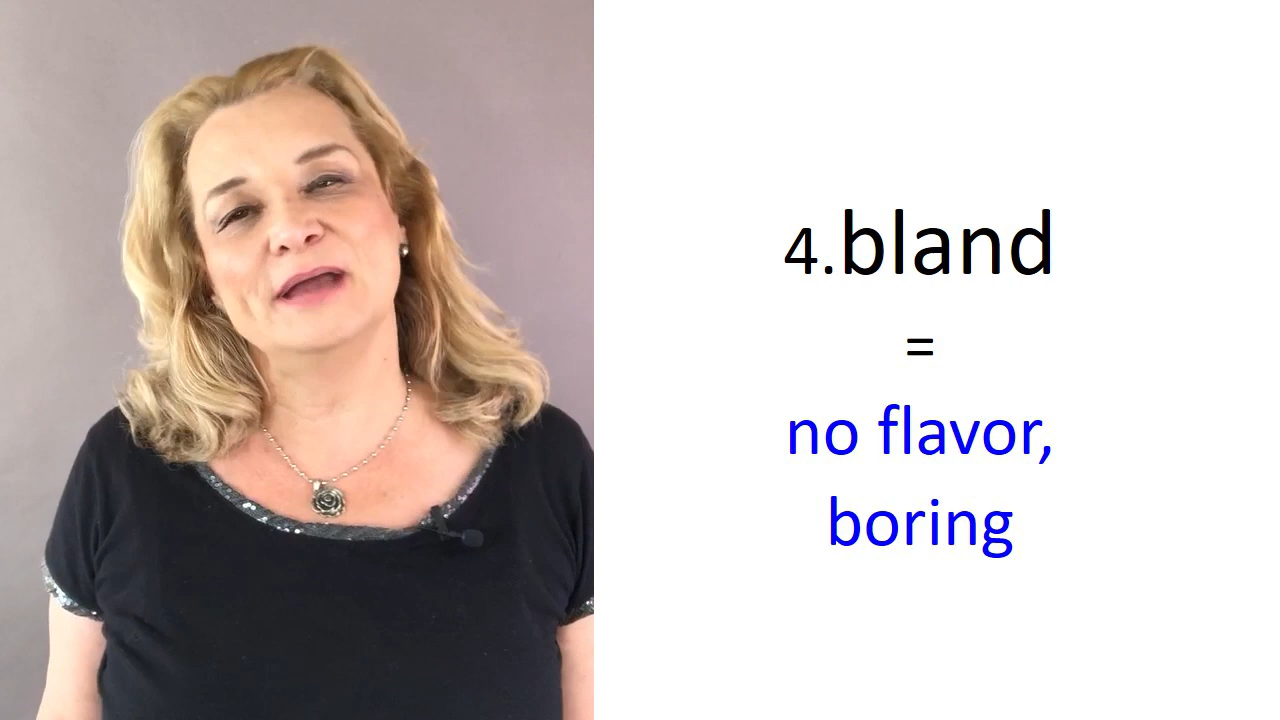 4.bland
=
no flavor,
boring